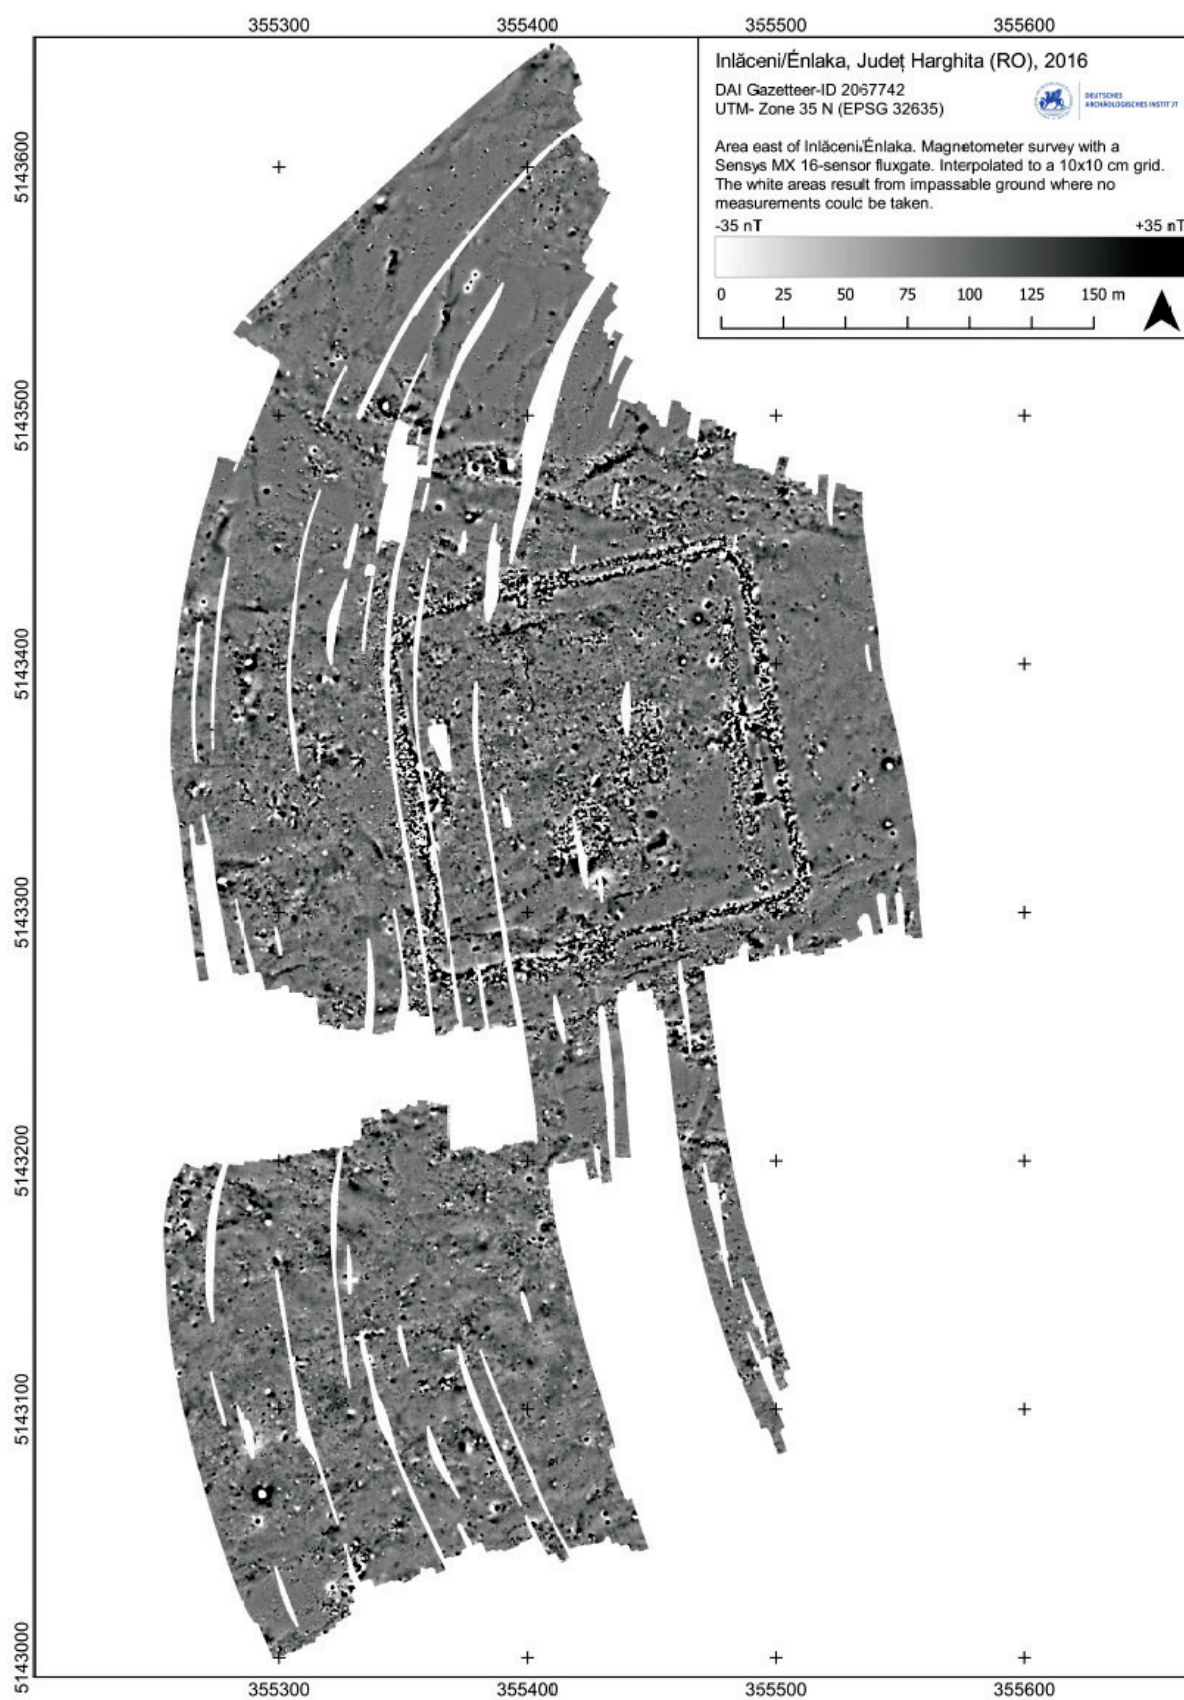 355300 355400 355500 355600
Inlăceni/Énlaka, Județ Harghita (RO), 2016
DAI Gazetteer-ID 2067742
UTM- Zone 35 N (EPSG 32635)
DEUTSCHES
ARCHÄOLOGISCHES INSTITUT
Area east of Inlăceni/Énlaka. Magnetometer survey with a
Sensys MX 16-sensor fluxgate. Interpolated to a 10x10 cm grid.
The white areas result from impassable ground where no
measurements could be taken.
-35 nT +35 nT
0 25 50 75 100 125 150 m
5143600
5143500
5143400
5143300
5143200
5143100
5143000
355300 355400 355500 355600